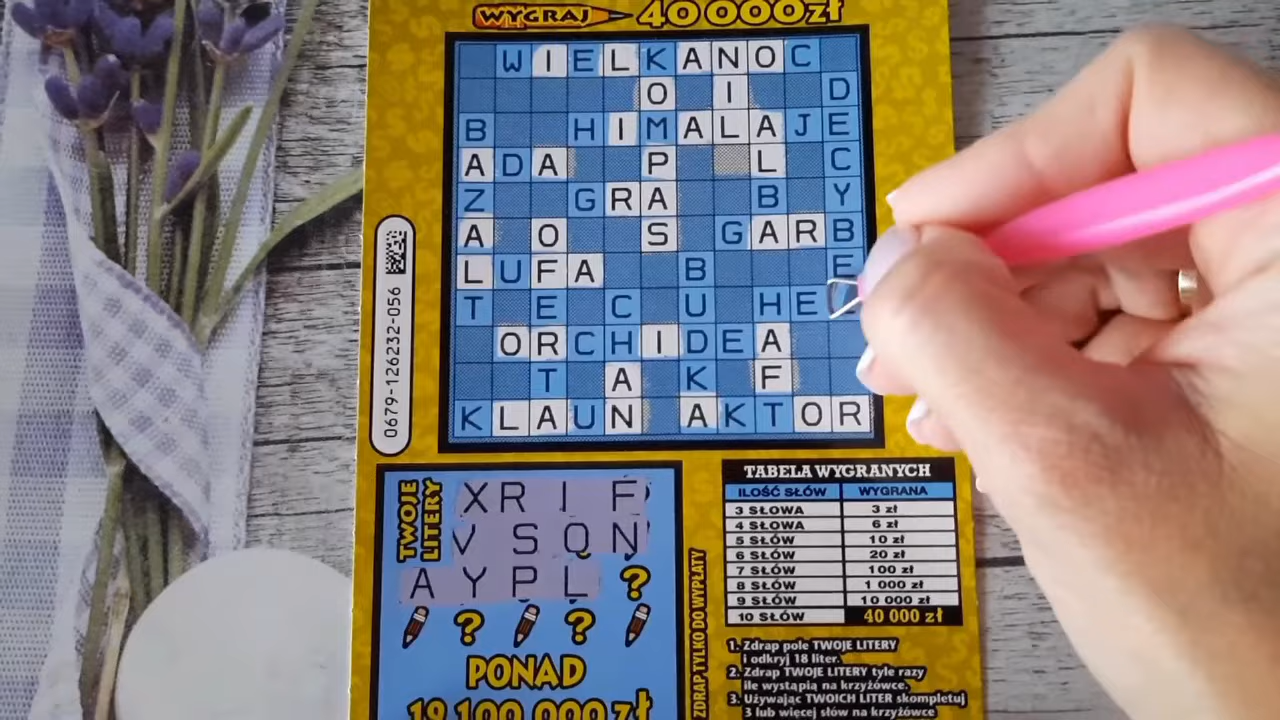 WYGRAJ 40 000 zł
WIELKANOC
O I D
B HIMALAJE
ADA P L C
Z GRA B Y
A O S GARB
LUFA B E
T E C U HE
ORCHIDEA
T A K F
KLAUN AKTOR
0679-126232-056
TWOJE LITERY
X R I F
V S O N
A Y P L ?
? ?
PONAD
19 100 000 zł
ZDRAP TYLKO DO WYPŁATY
TABELA WYGRANYCH
ILOŚĆ SŁÓW WYGRANA
3 SŁOWA 3 zł
4 SŁOWA 6 zł
5 SŁÓW 10 zł
6 SŁÓW 20 zł
7 SŁÓW 100 zł
8 SŁÓW 1 000 zł
9 SŁÓW 10 000 zł
10 SŁÓW 40 000 zł
1. Zdrap pole TWOJE LITERY
i odkryj 18 liter.
2. Zdrap TWOJE LITERY tyle razy
ile wystąpią na krzyżówce.
3. Używając TWOICH LITER skompletuj
3 lub więcej słów na krzyżówce